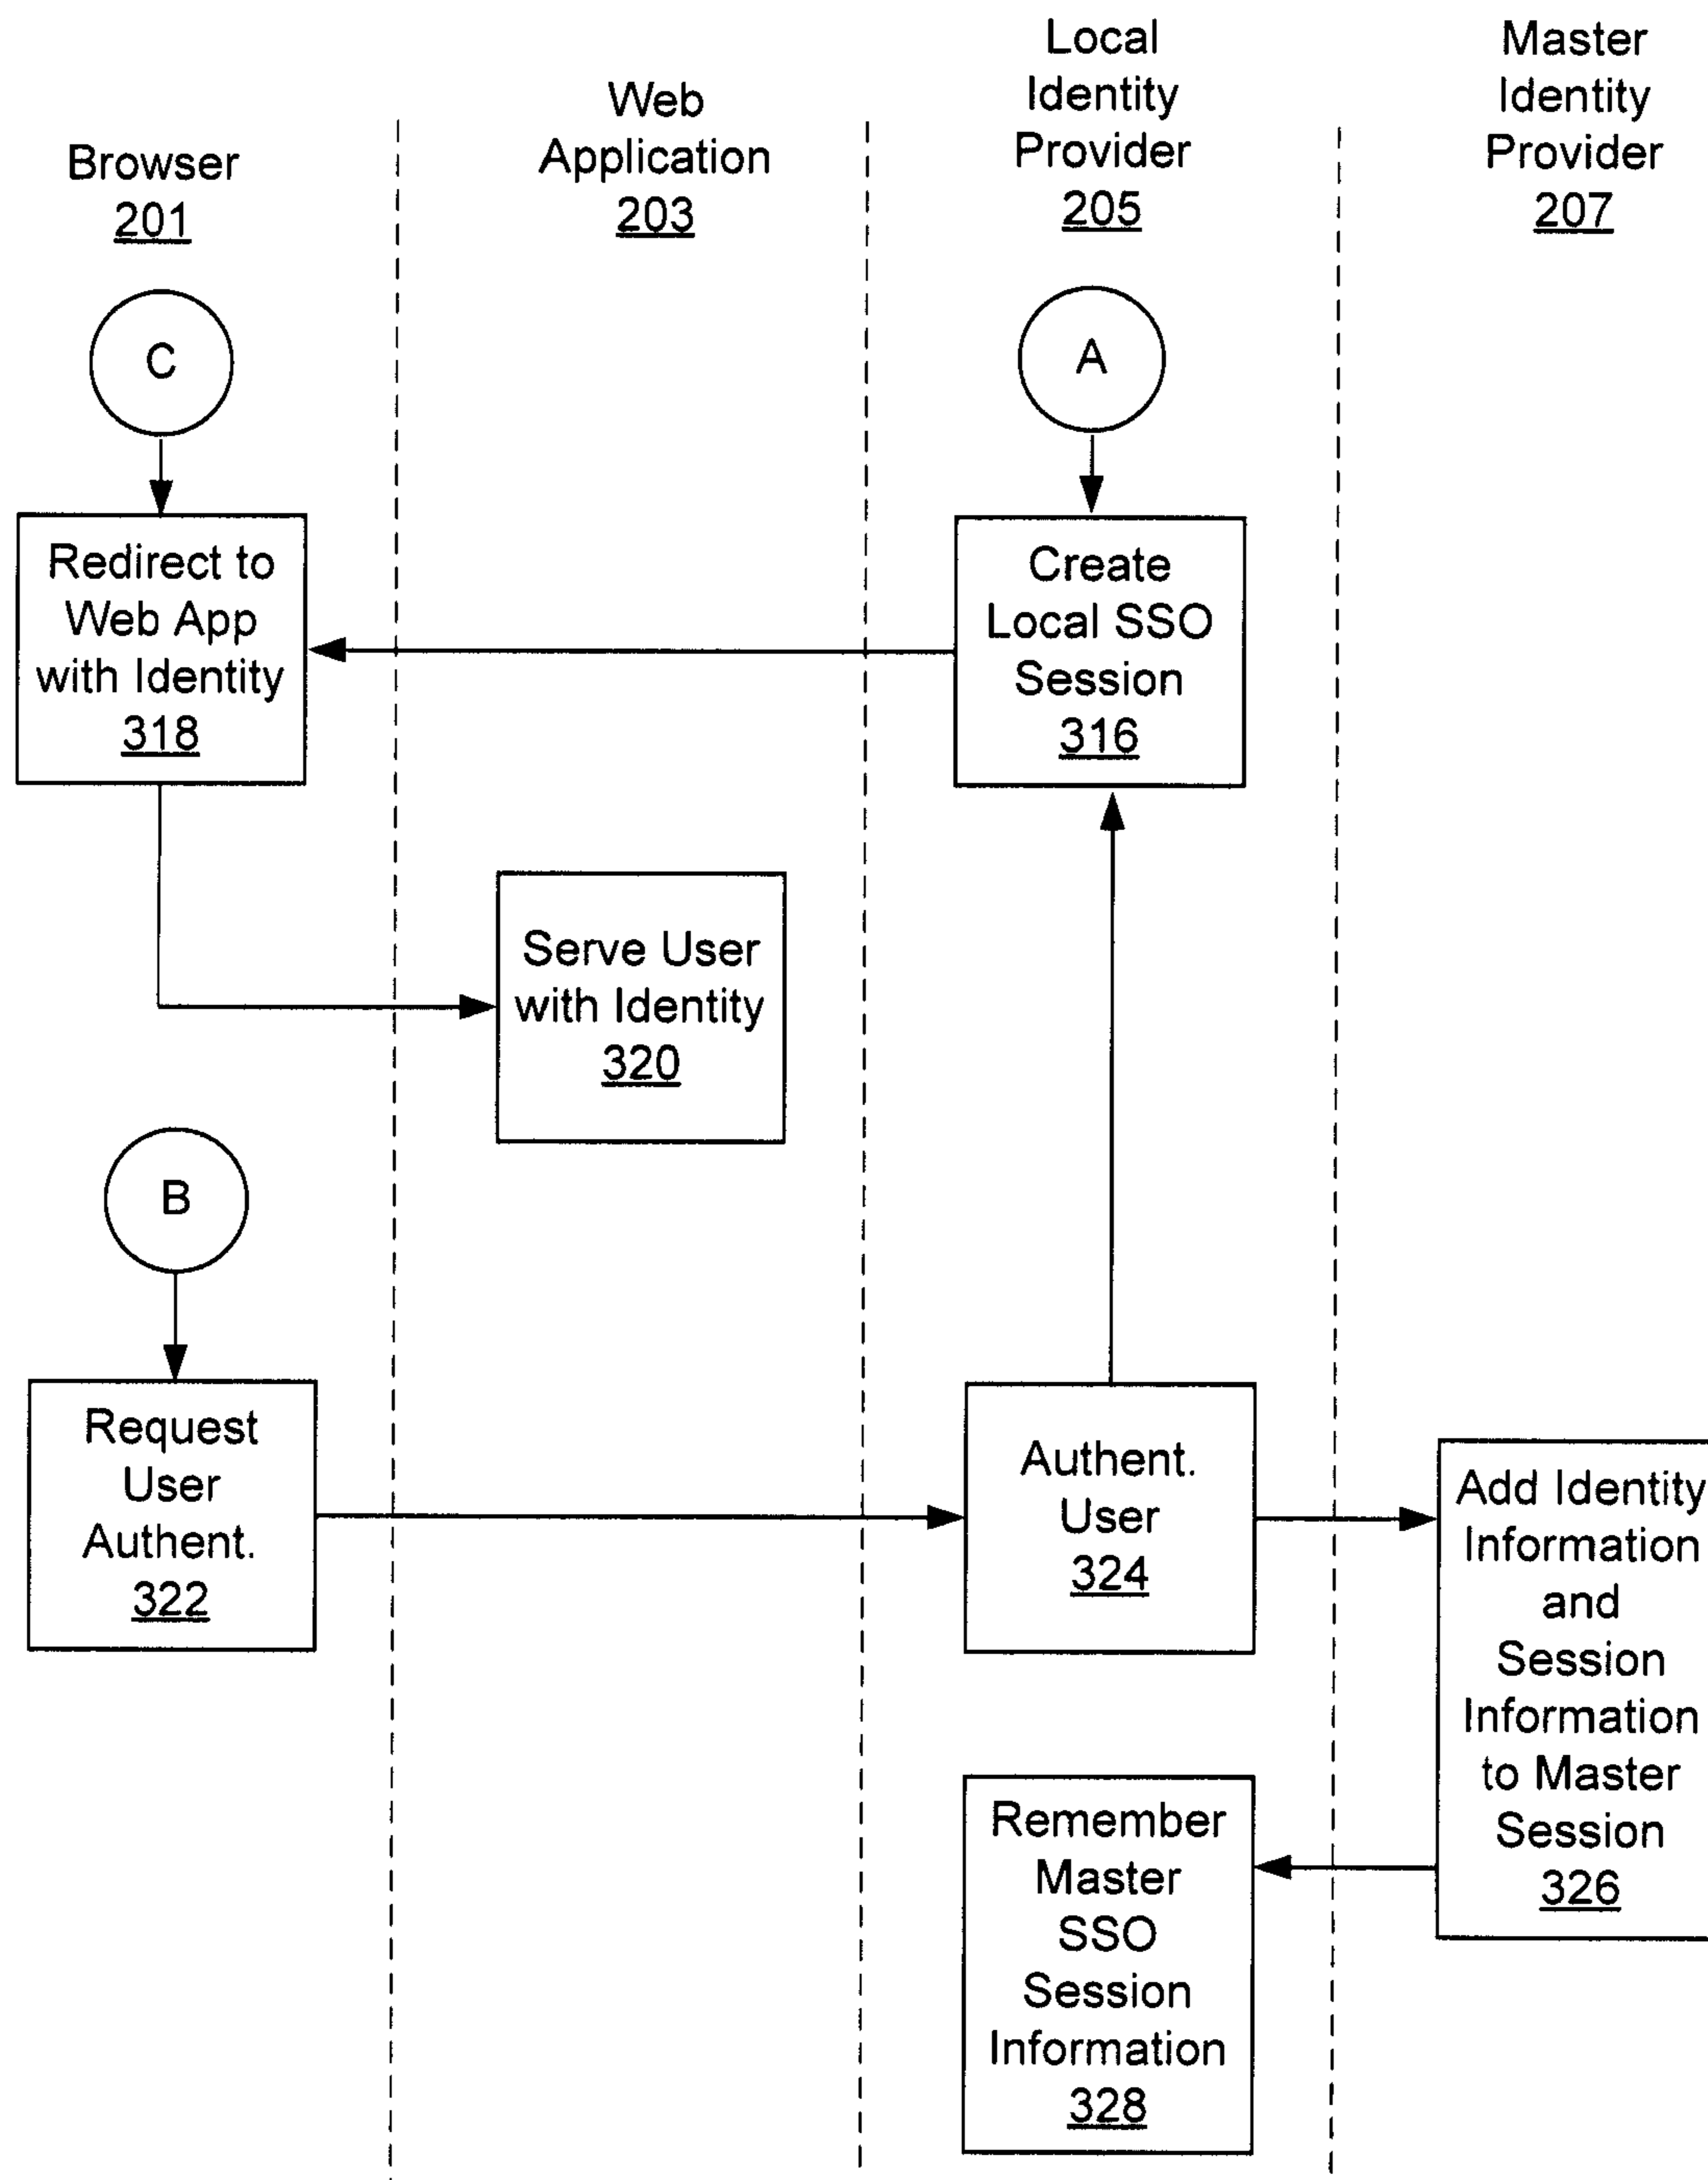 Browser
201
Web
Application
203
Local
Identity
Provider
205
Master
Identity
Provider
207
C
A
Redirect to
Web App
with Identity
318
Create
Local SSO
Session
316
Serve User
with Identity
320
B
Request
User
Authent.
322
Authent.
User
324
Add Identity
Information
and
Session
Information
to Master
Session
326
Remember
Master
SSO
Session
Information
328